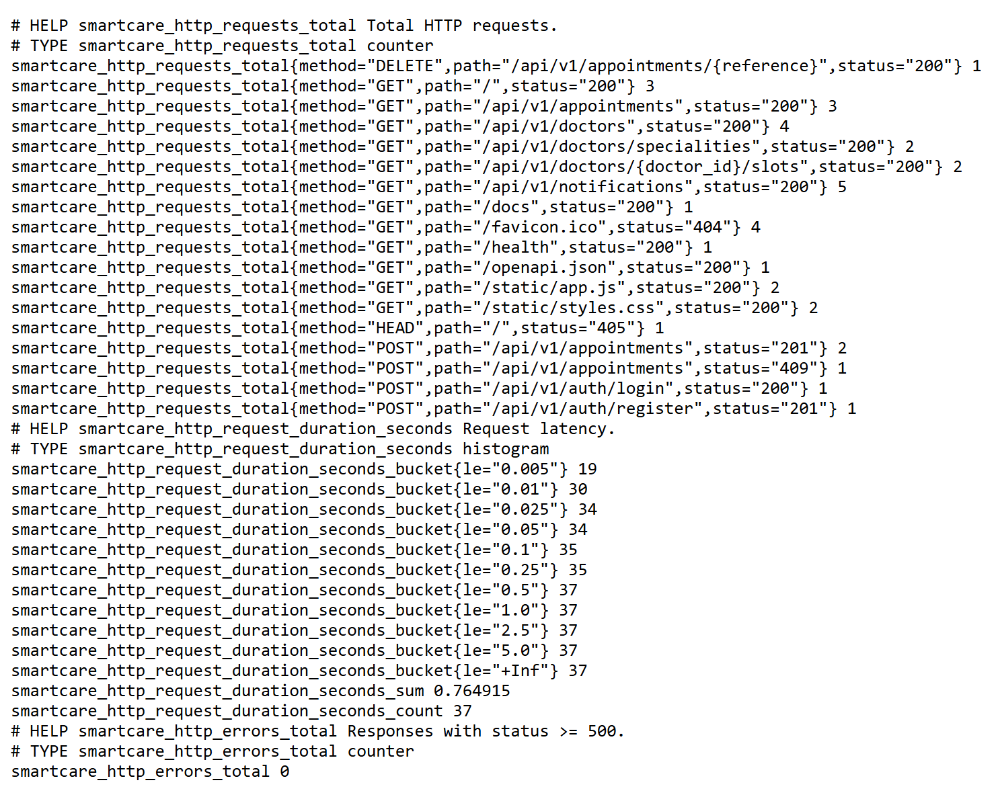 # HELP smartcare_http_requests_total Total HTTP requests.
# TYPE smartcare_http_requests_total counter
smartcare_http_requests_total{method="DELETE",path="/api/v1/appointments/{reference}",status="200"} 1
smartcare_http_requests_total{method="GET",path="/",status="200"} 3
smartcare_http_requests_total{method="GET",path="/api/v1/appointments",status="200"} 3
smartcare_http_requests_total{method="GET",path="/api/v1/doctors",status="200"} 4
smartcare_http_requests_total{method="GET",path="/api/v1/doctors/specialities",status="200"} 2
smartcare_http_requests_total{method="GET",path="/api/v1/doctors/{doctor_id}/slots",status="200"} 2
smartcare_http_requests_total{method="GET",path="/api/v1/notifications",status="200"} 5
smartcare_http_requests_total{method="GET",path="/docs",status="200"} 1
smartcare_http_requests_total{method="GET",path="/favicon.ico",status="404"} 4
smartcare_http_requests_total{method="GET",path="/health",status="200"} 1
smartcare_http_requests_total{method="GET",path="/openapi.json",status="200"} 1
smartcare_http_requests_total{method="GET",path="/static/app.js",status="200"} 2
smartcare_http_requests_total{method="GET",path="/static/styles.css",status="200"} 2
smartcare_http_requests_total{method="HEAD",path="/",status="405"} 1
smartcare_http_requests_total{method="POST",path="/api/v1/appointments",status="201"} 2
smartcare_http_requests_total{method="POST",path="/api/v1/appointments",status="409"} 1
smartcare_http_requests_total{method="POST",path="/api/v1/auth/login",status="200"} 1
smartcare_http_requests_total{method="POST",path="/api/v1/auth/register",status="201"} 1
# HELP smartcare_http_request_duration_seconds Request latency.
# TYPE smartcare_http_request_duration_seconds histogram
smartcare_http_request_duration_seconds_bucket{le="0.005"} 19
smartcare_http_request_duration_seconds_bucket{le="0.01"} 30
smartcare_http_request_duration_seconds_bucket{le="0.025"} 34
smartcare_http_request_duration_seconds_bucket{le="0.05"} 34
smartcare_http_request_duration_seconds_bucket{le="0.1"} 35
smartcare_http_request_duration_seconds_bucket{le="0.25"} 35
smartcare_http_request_duration_seconds_bucket{le="0.5"} 37
smartcare_http_request_duration_seconds_bucket{le="1.0"} 37
smartcare_http_request_duration_seconds_bucket{le="2.5"} 37
smartcare_http_request_duration_seconds_bucket{le="5.0"} 37
smartcare_http_request_duration_seconds_bucket{le="+Inf"} 37
smartcare_http_request_duration_seconds_sum 0.764915
smartcare_http_request_duration_seconds_count 37
# HELP smartcare_http_errors_total Responses with status >= 500.
# TYPE smartcare_http_errors_total counter
smartcare_http_errors_total 0